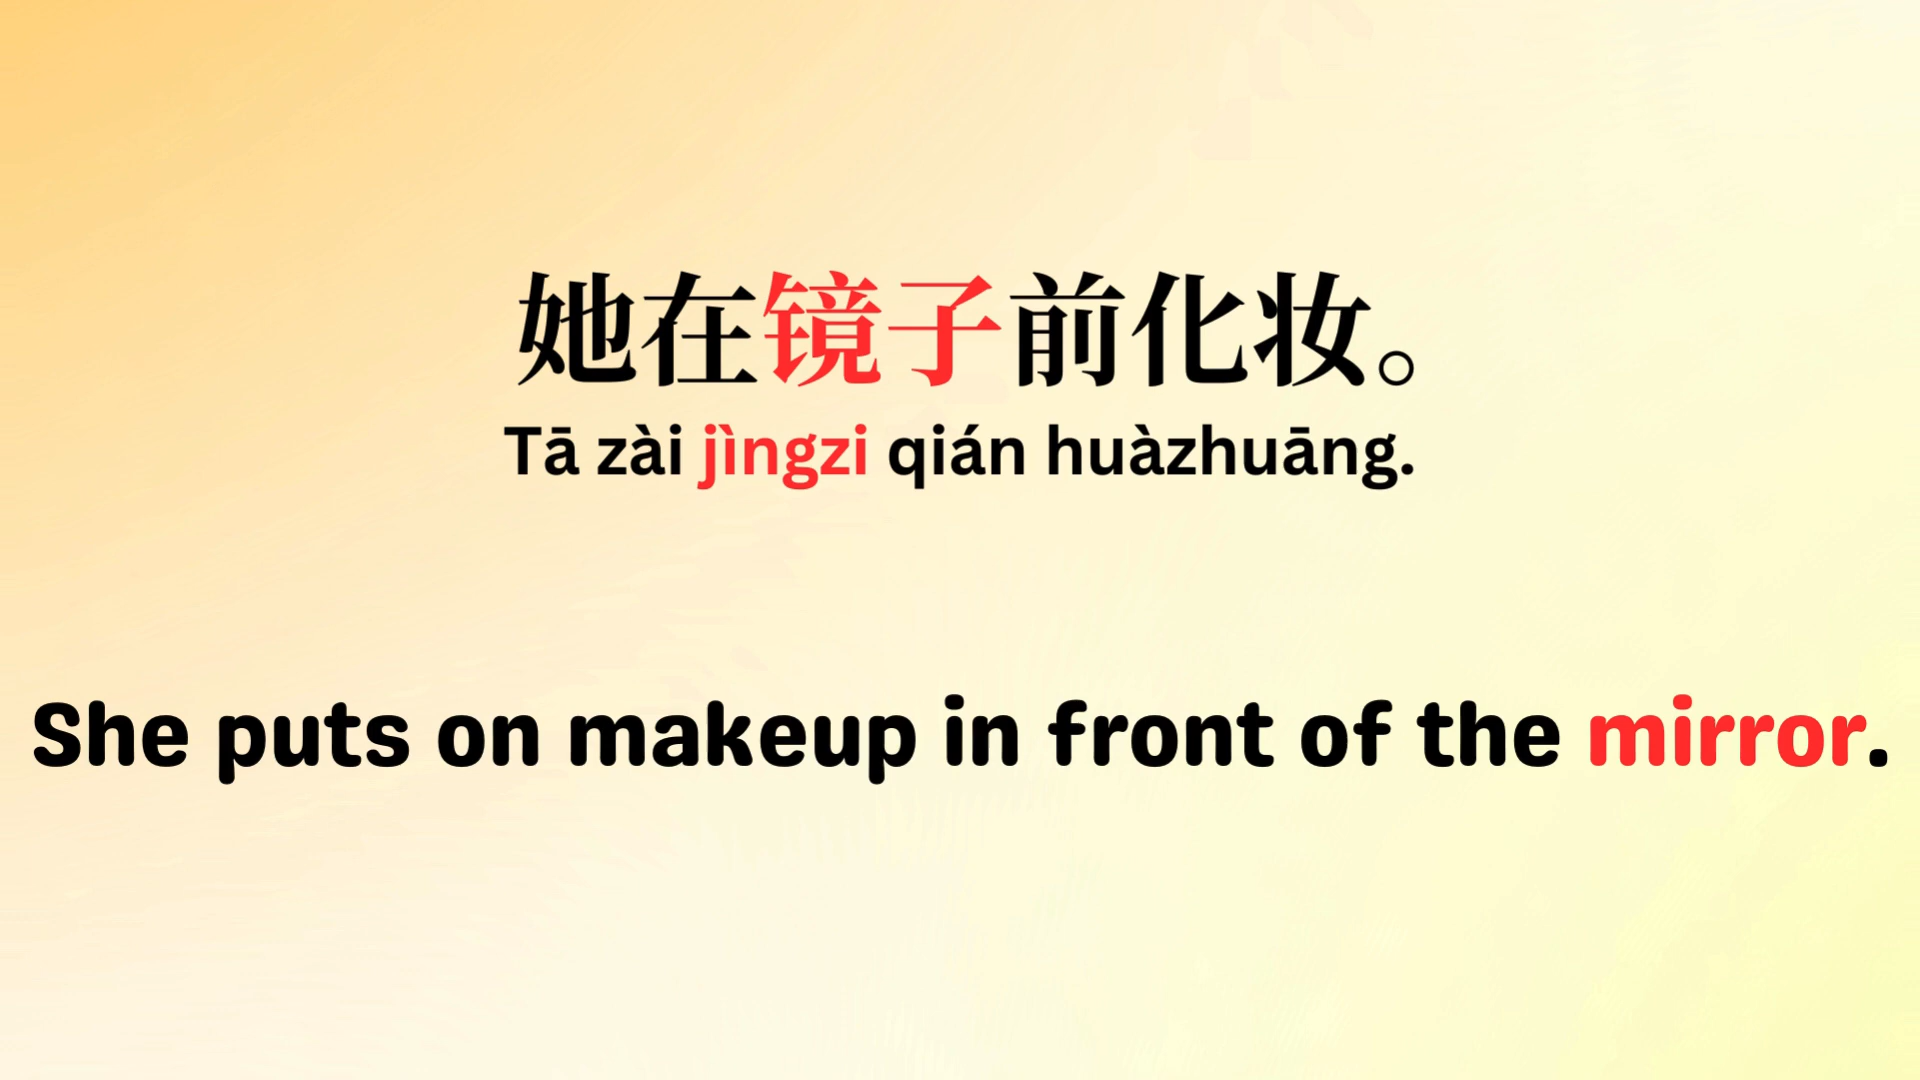 她在镜子前化妆。
Tā zài jìngzi qián huàzhuāng.
She puts on makeup in front of the mirror.